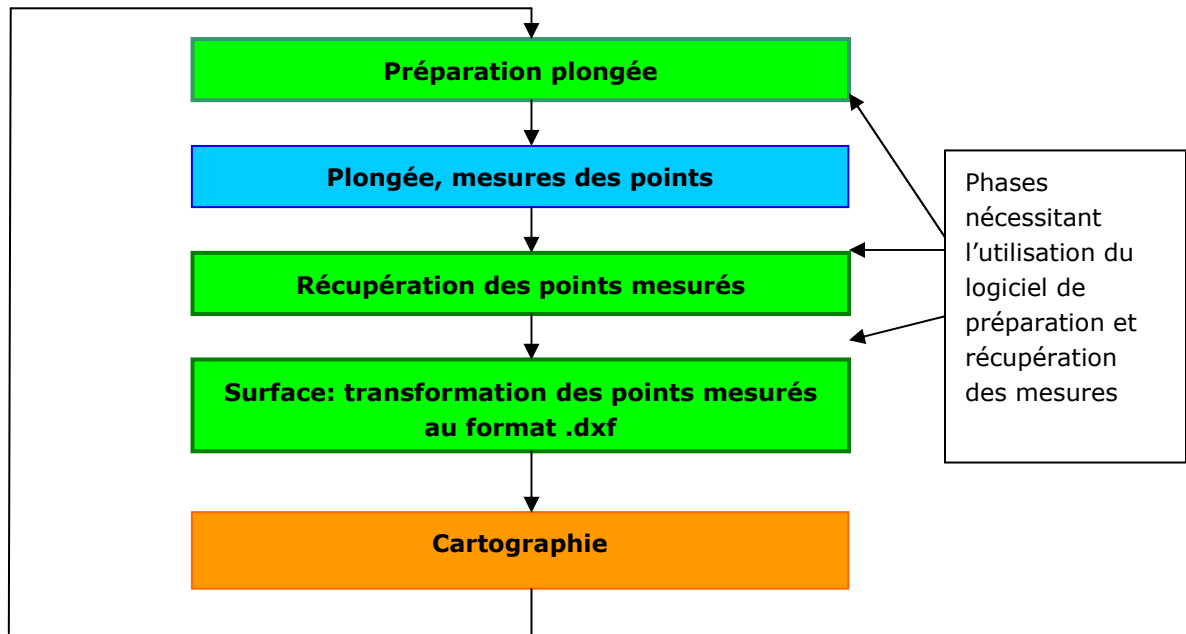 Préparation plongée
Plongée, mesures des points
Récupération des points mesurés
Surface: transformation des points mesurés
au format .dxf
Cartographie
Phases
nécessitant
l’utilisation du
logiciel de
préparation et
récupération
des mesures